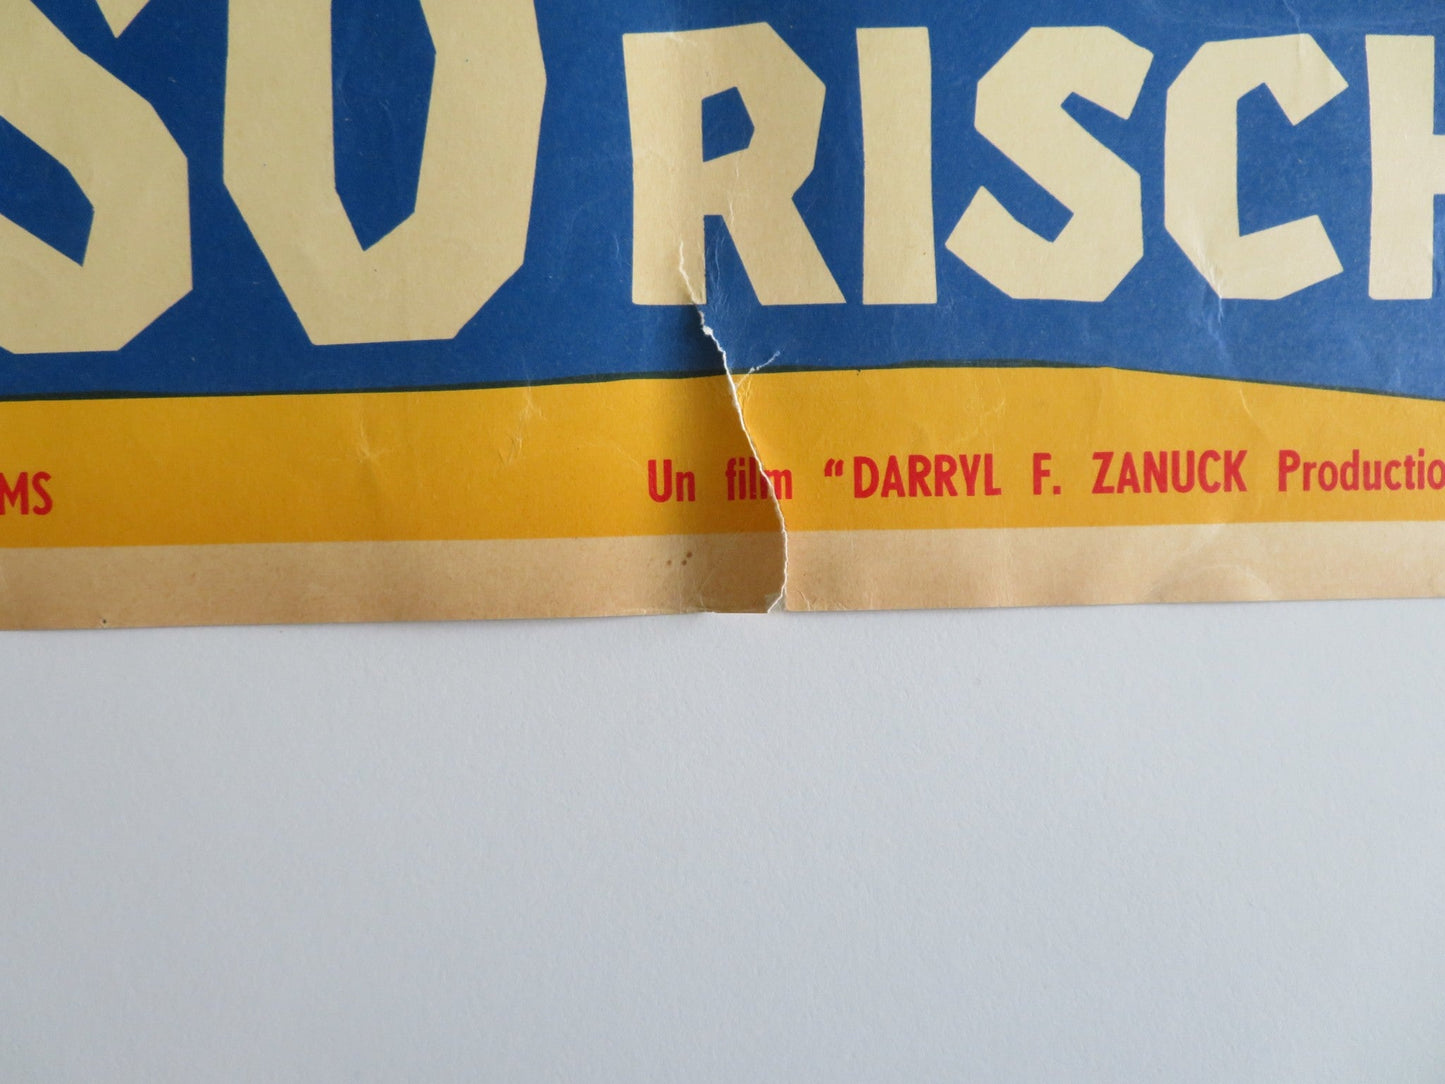 SO RISCH
MS Un film “DARRYL F. ZANUCK Productio